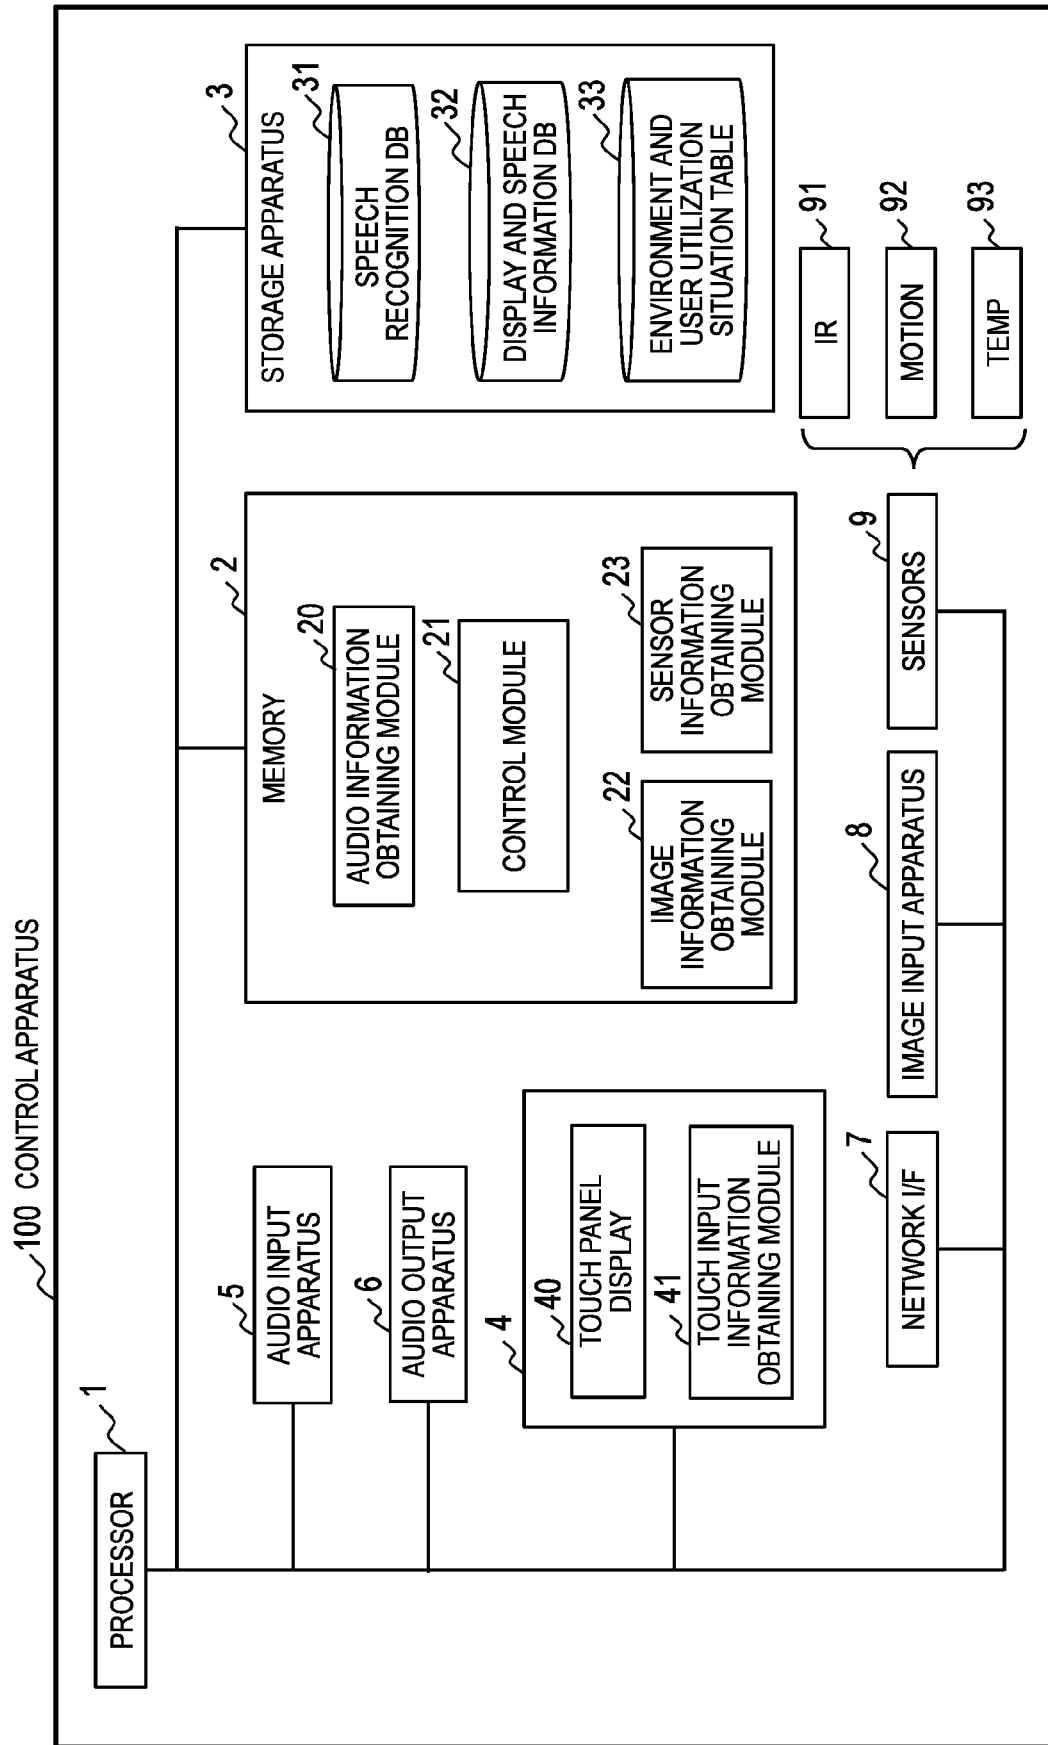 100 CONTROL APPARATUS
1
PROCESSOR
5
AUDIO INPUT
APPARATUS
6
AUDIO OUTPUT
APPARATUS
4
40
TOUCH PANEL
DISPLAY
41
TOUCH INPUT
INFORMATION
OBTAINING MODULE
7
NETWORK I/F
2
MEMORY
20
AUDIO INFORMATION
OBTAINING MODULE
21
CONTROL MODULE
22
IMAGE
INFORMATION
OBTAINING
MODULE
23
SENSOR
INFORMATION
OBTAINING
MODULE
8
IMAGE INPUT APPARATUS
9
SENSORS
3
STORAGE APPARATUS
31
SPEECH
RECOGNITION DB
32
DISPLAY AND SPEECH
INFORMATION DB
33
ENVIRONMENT AND
USER UTILIZATION
SITUATION TABLE
91
IR
92
MOTION
93
TEMP